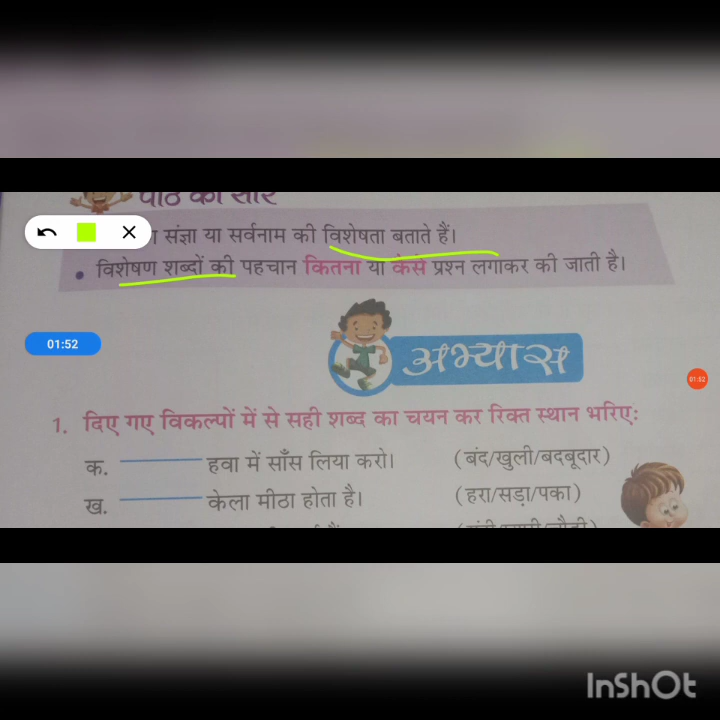 पाठ का सार
संज्ञा या सर्वनाम की विशेषता बताते हैं।
• विशेषण शब्दों की पहचान कितना या कैसे प्रश्न लगाकर की जाती है।
01:52
अभ्यास
01:52
1. दिए गए विकल्पों में से सही शब्द का चयन कर रिक्त स्थान भरिए:
क. ______ हवा में साँस लिया करो। (बंद/खुली/बदबूदार)
ख. ______ केला मीठा होता है। (हरा/सड़ा/पका)
InShOt